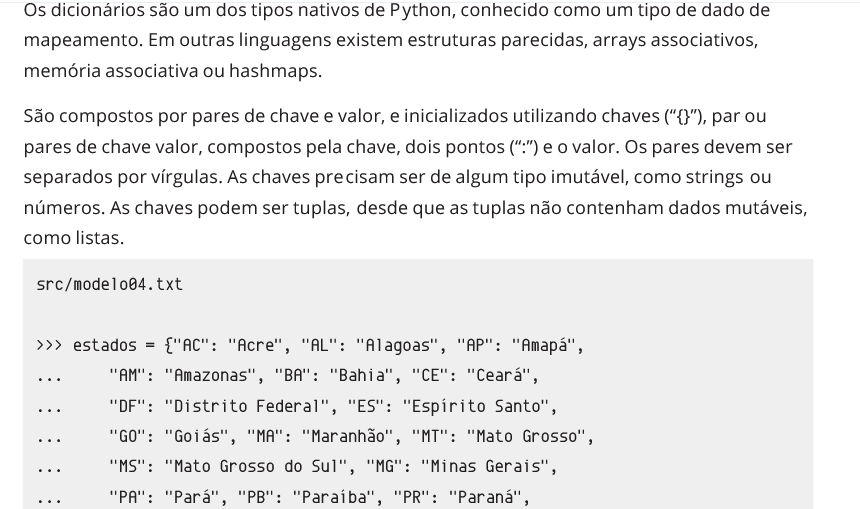 Os dicionários são um dos tipos nativos de Python, conhecido como um tipo de dado de
mapeamento. Em outras linguagens existem estruturas parecidas, arrays associativos,
memória associativa ou hashmaps.
São compostos por pares de chave e valor, e inicializados utilizando chaves (“{}”), par ou
pares de chave valor, compostos pela chave, dois pontos (“:”) e o valor. Os pares devem ser
separados por vírgulas. As chaves precisam ser de algum tipo imutável, como strings ou
números. As chaves podem ser tuplas, desde que as tuplas não contenham dados mutáveis,
como listas.
src/modelo04.txt
>>> estados = {"AC": "Acre", "AL": "Alagoas", "AP": "Amapá",
...     "AM": "Amazonas", "BA": "Bahia", "CE": "Ceará",
...     "DF": "Distrito Federal", "ES": "Espírito Santo",
...     "GO": "Goiás", "MA": "Maranhão", "MT": "Mato Grosso",
...     "MS": "Mato Grosso do Sul", "MG": "Minas Gerais",
...     "PA": "Pará", "PB": "Paraíba", "PR": "Paraná",